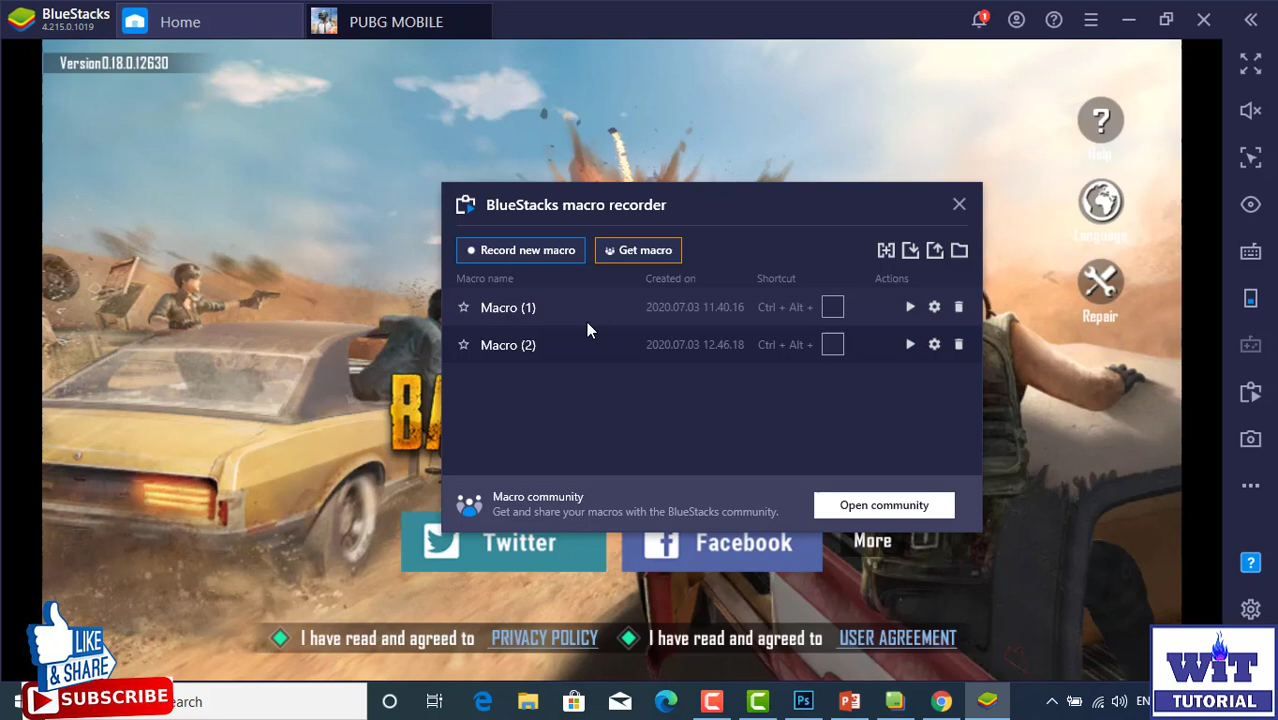 BlueStacks
4.215.0.1019
Home
PUBG MOBILE
1
Version0.18.0.12630
?
Help
Language
Repair
BlueStacks macro recorder
Record new macro
Get macro
Macro name
Created on
Shortcut
Actions
Macro (1)
2020.07.03 11.40.16
Ctrl + Alt +
Macro (2)
2020.07.03 12.46.18
Ctrl + Alt +
Macro community
Get and share your macros with the BlueStacks community.
Open community
BA
Twitter
Facebook
More
I have read and agreed to PRIVACY POLICY
I have read and agreed to USER AGREEMENT
LIKE
& SHARE
SUBSCRIBE
earch
EN
WiT
TUTORIAL